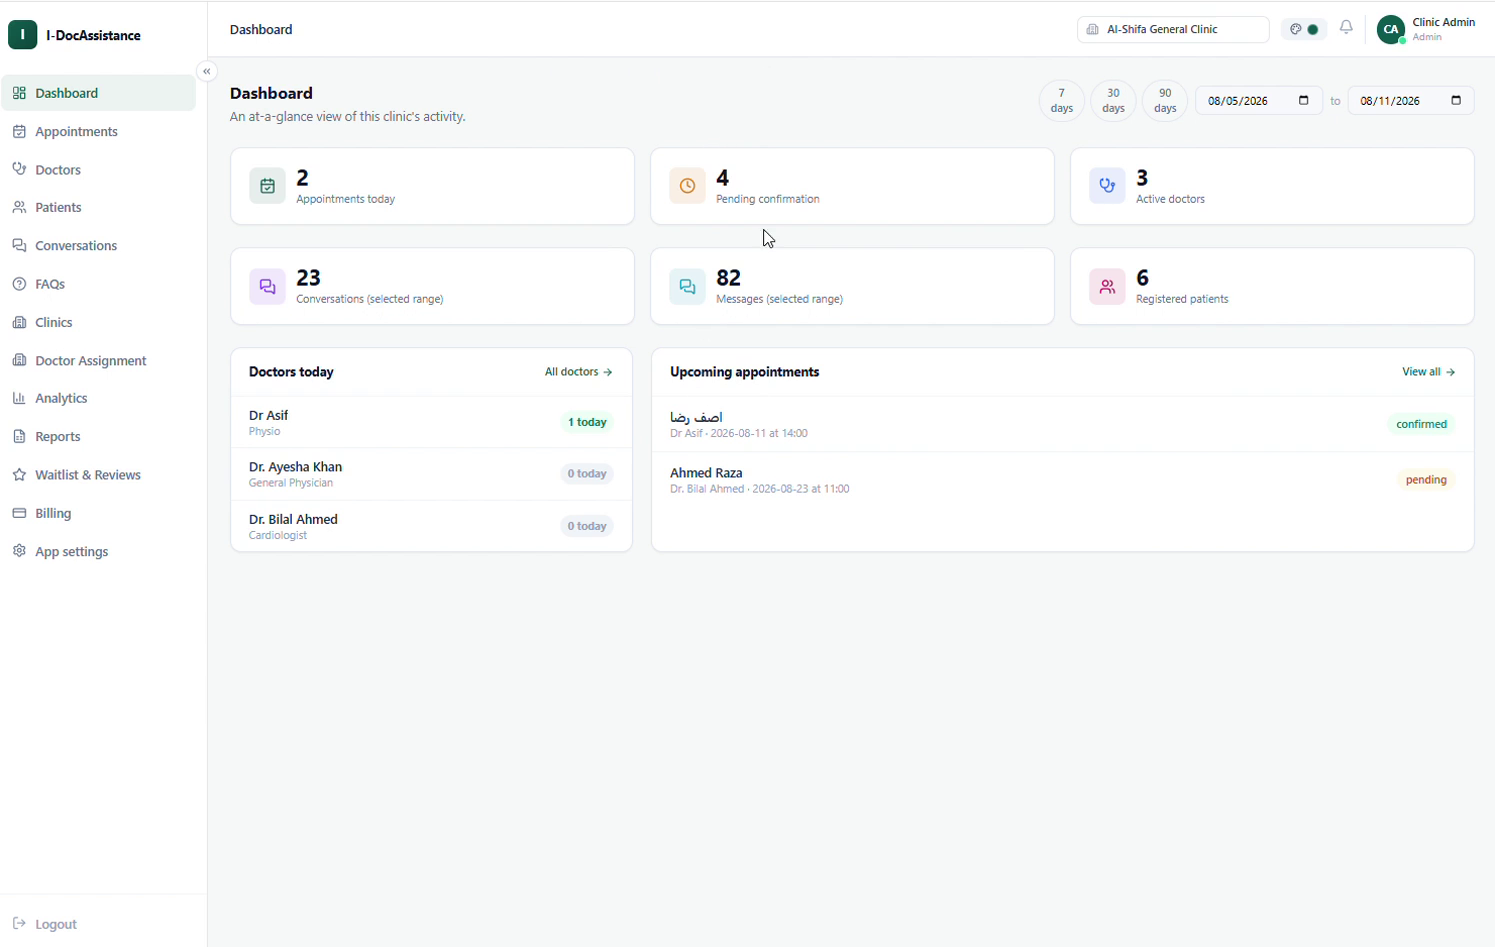 I
I-DocAssistance
Dashboard
Al-Shifa General Clinic
CA
Clinic Admin
Admin
«
Dashboard
Appointments
Doctors
Patients
Conversations
FAQs
Clinics
Doctor Assignment
Analytics
Reports
Waitlist & Reviews
Billing
App settings
Logout
Dashboard
An at-a-glance view of this clinic's activity.
7 days
30 days
90 days
08/05/2026
to
08/11/2026
2
Appointments today
4
Pending confirmation
3
Active doctors
23
Conversations (selected range)
82
Messages (selected range)
6
Registered patients
Doctors today
All doctors →
Dr Asif
Physio
1 today
Dr. Ayesha Khan
General Physician
0 today
Dr. Bilal Ahmed
Cardiologist
0 today
Upcoming appointments
View all →
اصف رضا
Dr Asif · 2026-08-11 at 14:00
confirmed
Ahmed Raza
Dr. Bilal Ahmed · 2026-08-23 at 11:00
pending